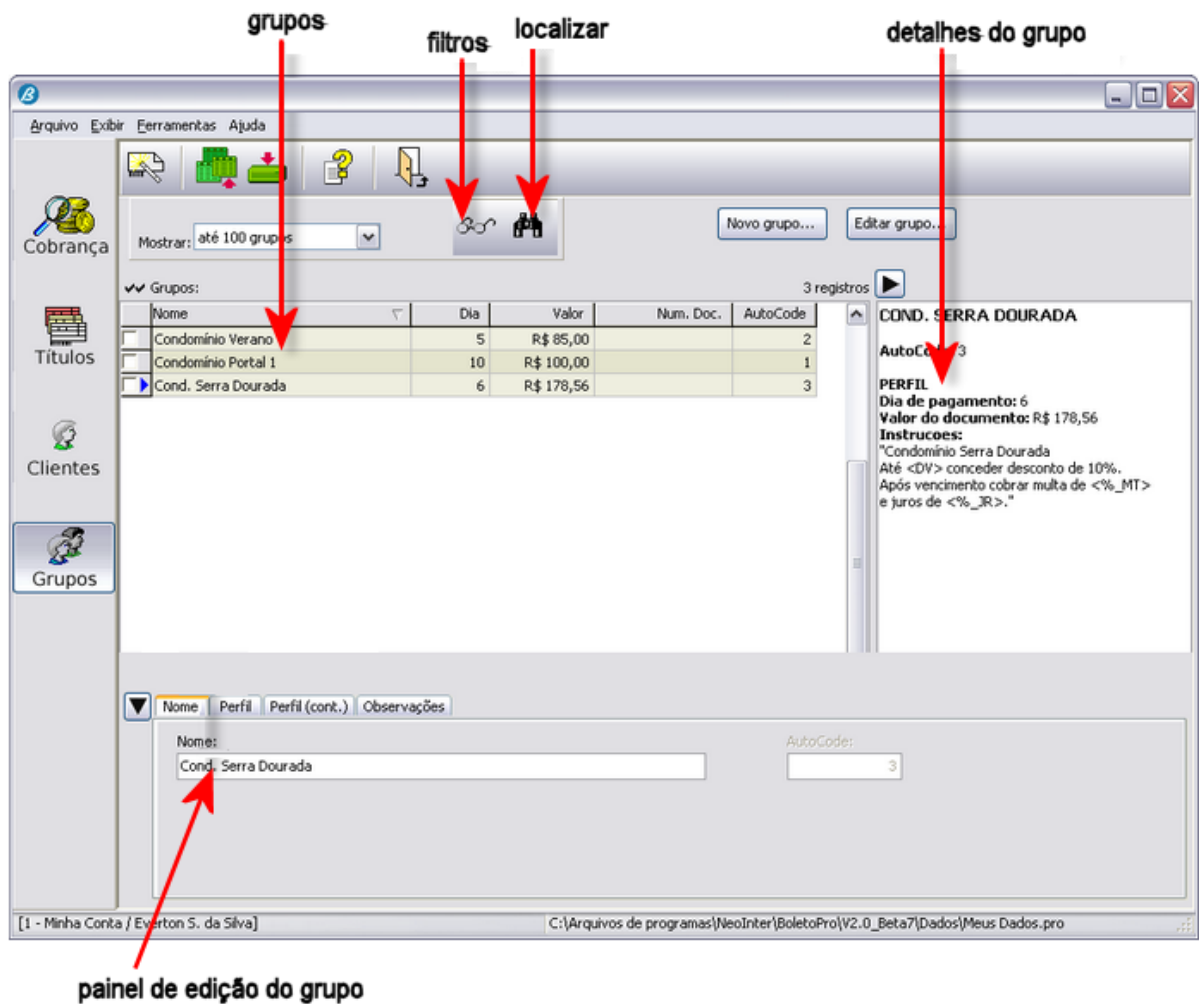 grupos
filtros
localizar
detalhes do grupo
Arquivo Exibir Ferramentas Ajuda
Cobrança
Mostrar: até 100 grupos
Novo grupo...
Editar grupo...
Grupos:
3 registros
Nome Dia Valor Num. Doc. AutoCode
Condomínio Verano 5 R$ 85,00 2
Condomínio Portal 1 10 R$ 100,00 1
Cond. Serra Dourada 6 R$ 178,56 3
COND. SERRA DOURADA
AutoCode: 3
PERFIL
Dia de pagamento: 6
Valor do documento: R$ 178,56
Instrucoes:
"Condomínio Serra Dourada
Até <DV> conceder desconto de 10%.
Após vencimento cobrar multa de <%_MT>
e juros de <%_JR>."
Títulos
Clientes
Grupos
Nome Perfil Perfil (cont.) Observações
Nome:
AutoCode:
Cond. Serra Dourada
3
[1 - Minha Conta / Everton S. da Silva]
C:\Arquivos de programas\NeoInter\BoletoPro\V2.0_Beta7\Dados\Meus Dados.pro
painel de edição do grupo